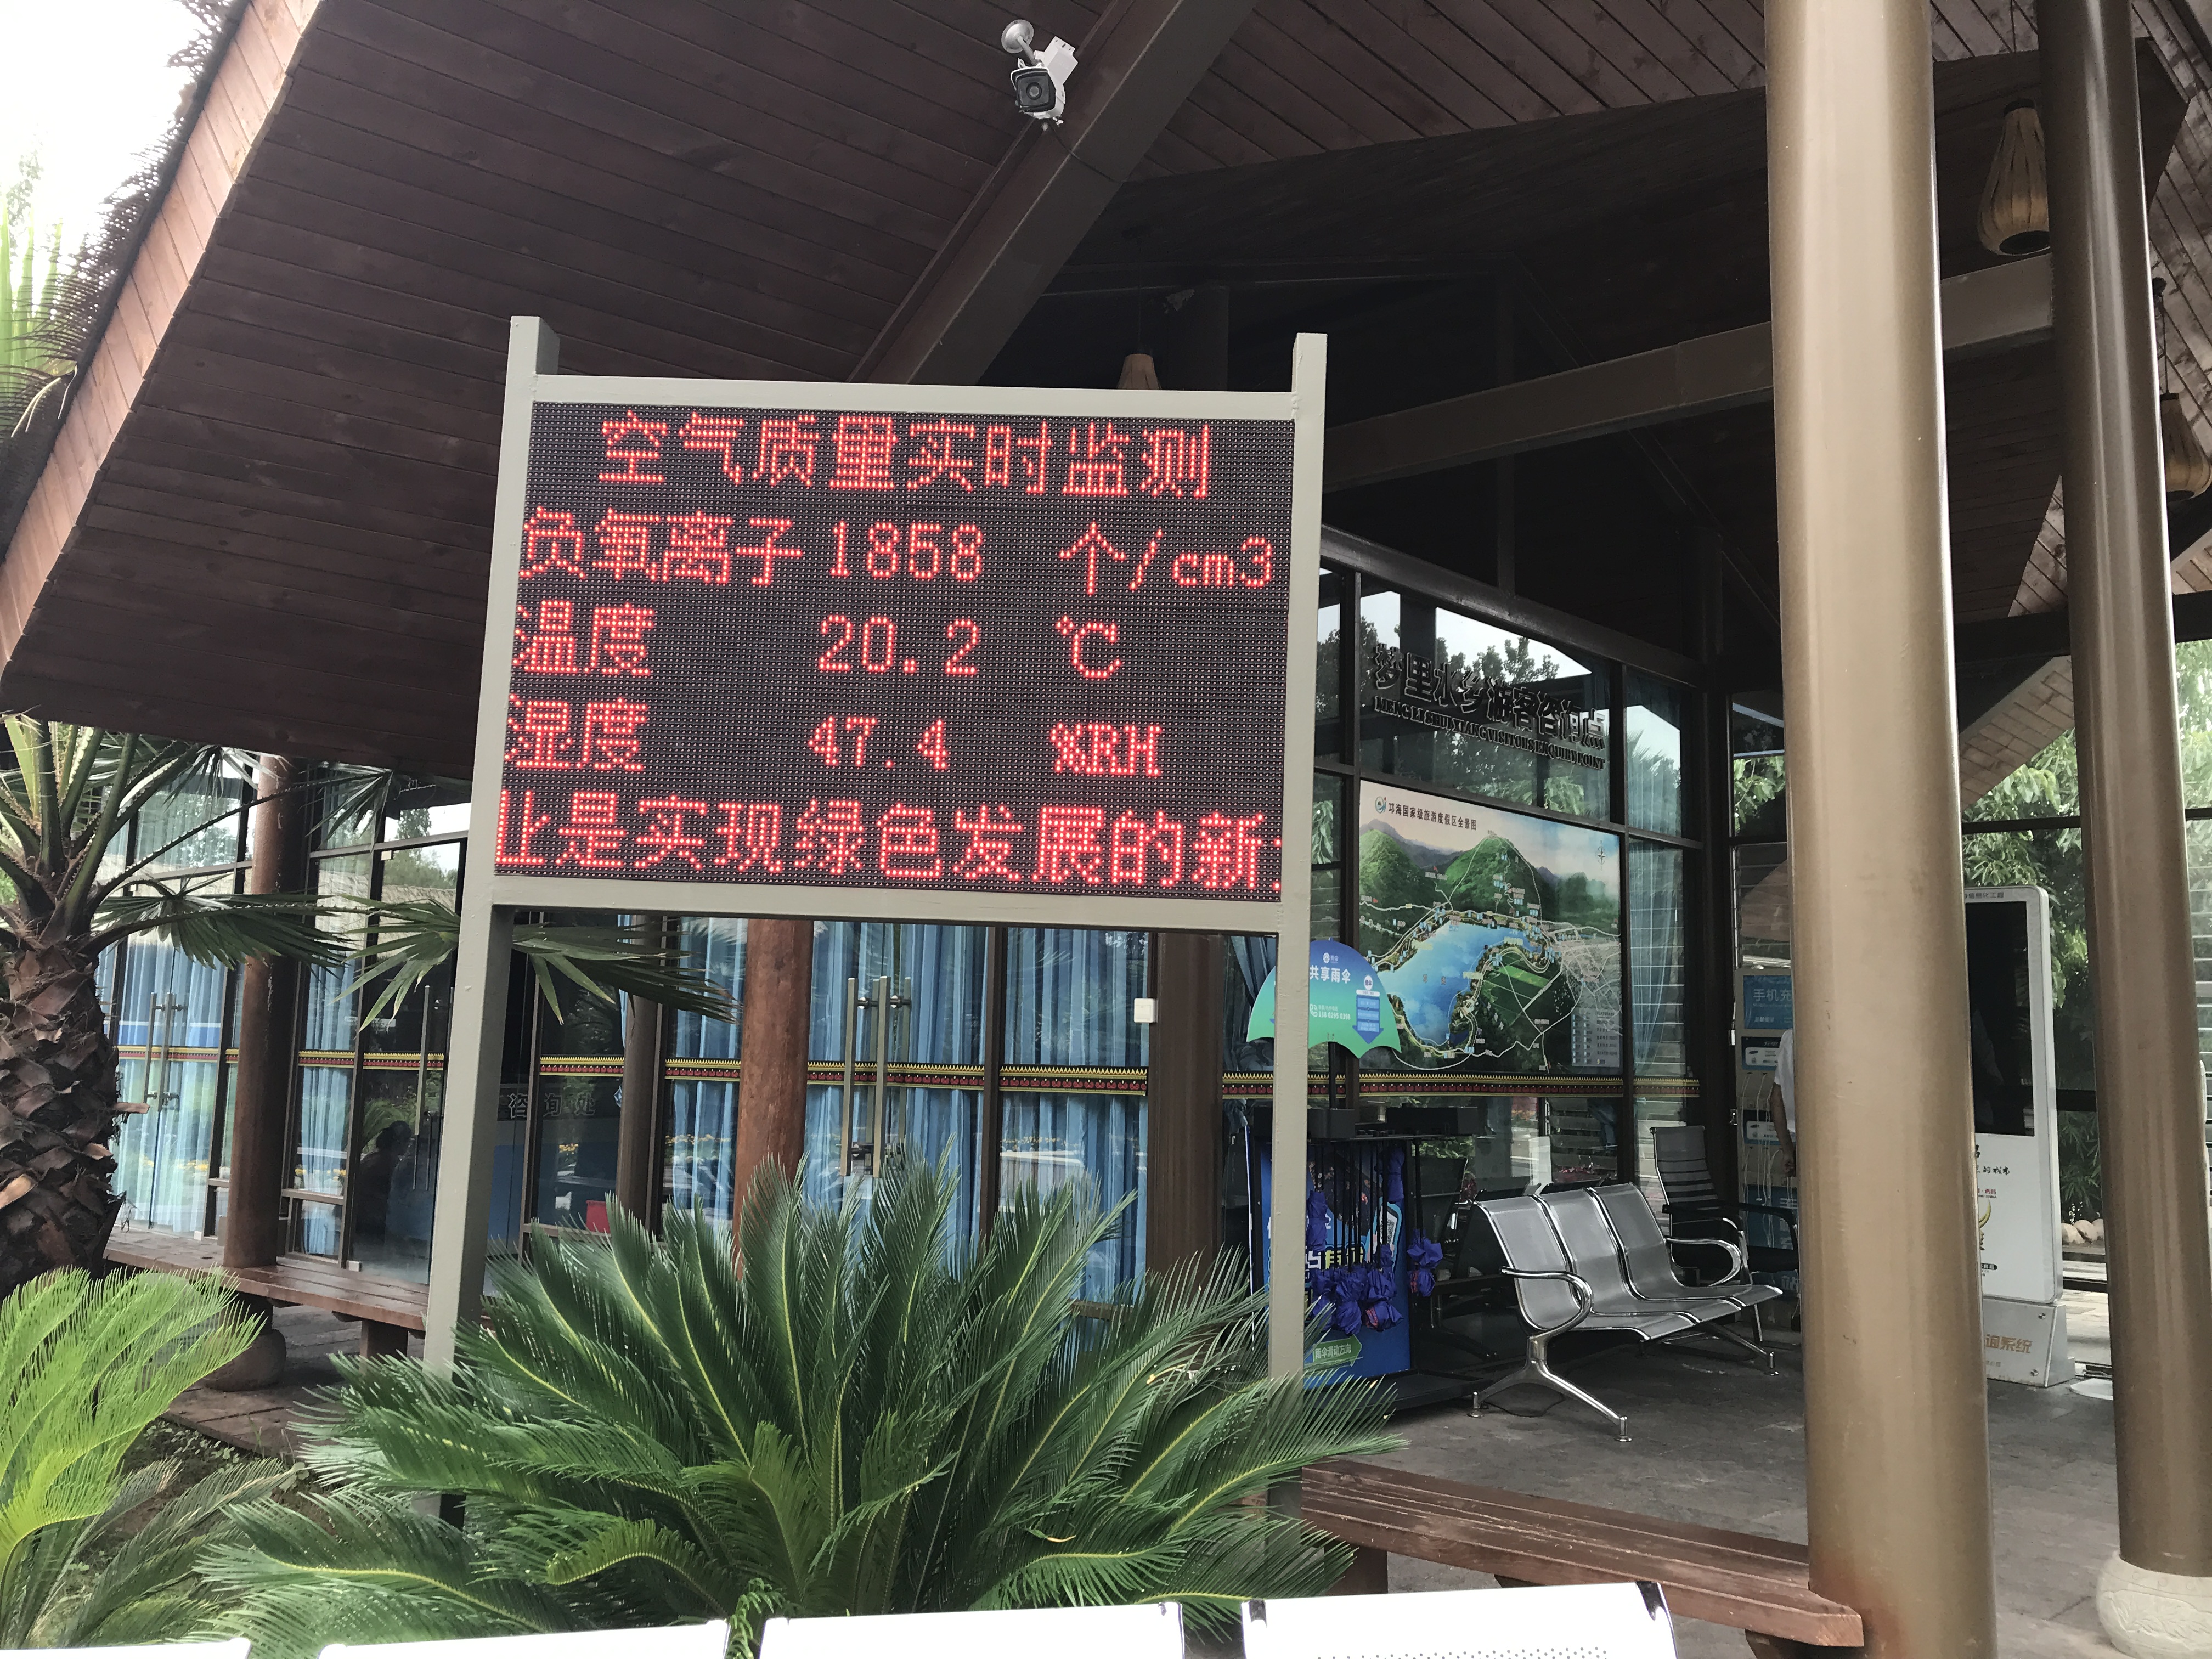 空气质量实时监测
负氧离子 1858 个/cm3
温度 20.2 ℃
湿度 47.4 %RH
让是实现绿色发展的新
梦里水乡游客咨询点
MENG LI SHUI XIANG VISITORS ENQUIRY POINT
邛海国家级旅游度假区全景图
共享雨伞
咨询处
手机充
询系统